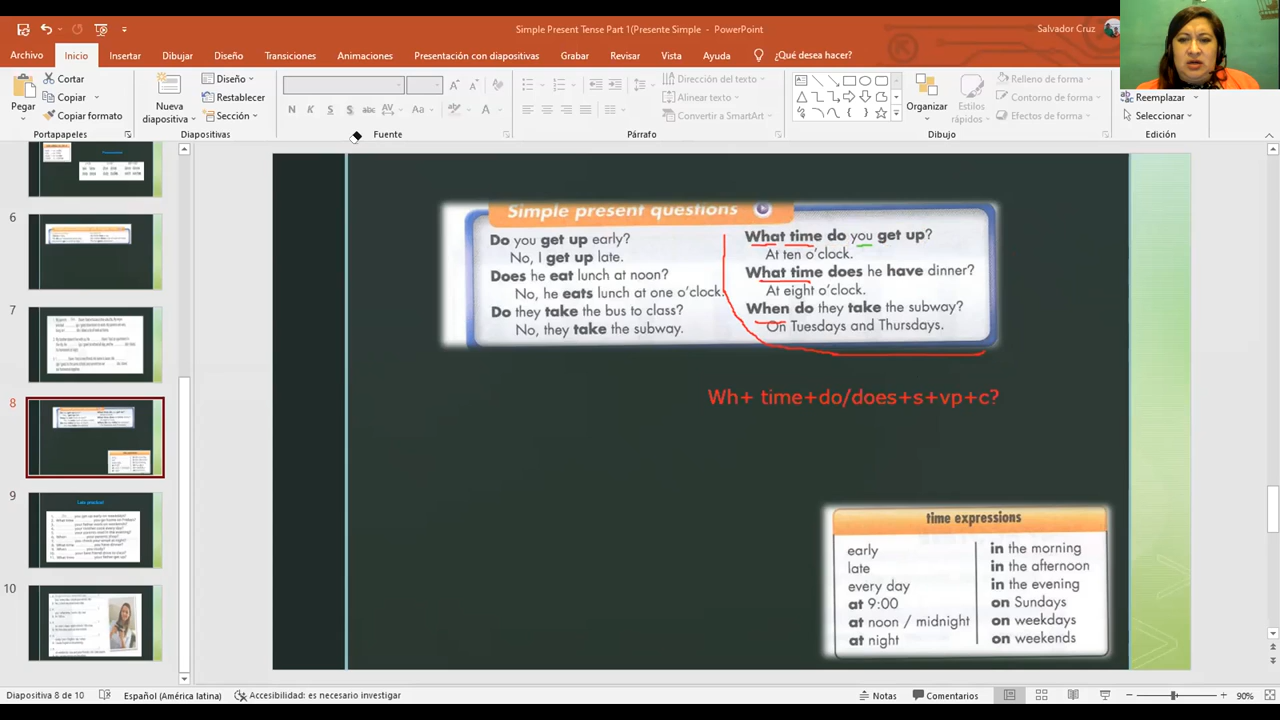 Simple Present Tense Part 1(Presente Simple - PowerPoint
Salvador Cruz
Archivo Inicio Insertar Dibujar Diseño Transiciones Animaciones Presentación con diapositivas Grabar Revisar Vista Ayuda ¿Qué desea hacer?
Pegar
Cortar
Copiar
Copiar formato
Portapapeles
Nueva diapositiva
Diseño
Restablecer
Sección
Diapositivas
N K S S abc AV Aa A
Fuente
Dirección del texto
Alinear texto
Convertir a SmartArt
Párrafo
Organizar
Estilos rápidos
Relleno de forma
Contorno de forma
Efectos de forma
Dibujo
Reemplazar
Seleccionar
Edición
6
7
8
9
10
Simple present questions
Do you get up early?
No, I get up late.
Does he eat lunch at noon?
No, he eats lunch at one o'clock.
Do they take the bus to class?
No, they take the subway.
What time do you get up?
At ten o'clock.
What time does he have dinner?
At eight o'clock.
When do they take the subway?
On Tuesdays and Thursdays.
Wh+ time+do/does+s+vp+c?
time expressions
early
late
every day
at 9:00
at noon / midnight
at night
in the morning
in the afternoon
in the evening
on Sundays
on weekdays
on weekends
Diapositiva 8 de 10 Español (América latina) Accesibilidad: es necesario investigar Notas Comentarios 90%